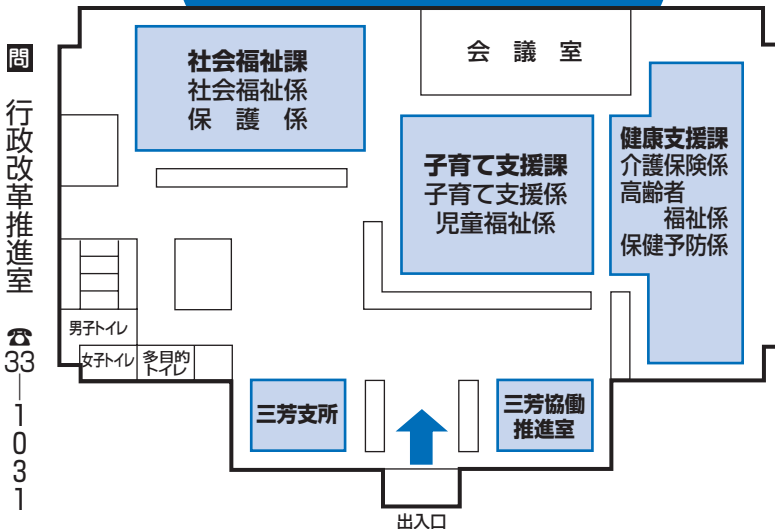 問 行政改革推進室 ☎33―1031
社会福祉課
社会福祉係
保護係
会議室
子育て支援課
子育て支援係
児童福祉係
健康支援課
介護保険係
高齢者
福祉係
保健予防係
男子トイレ
女子トイレ
多目的
トイレ
三芳支所
三芳協働
推進室
出入口